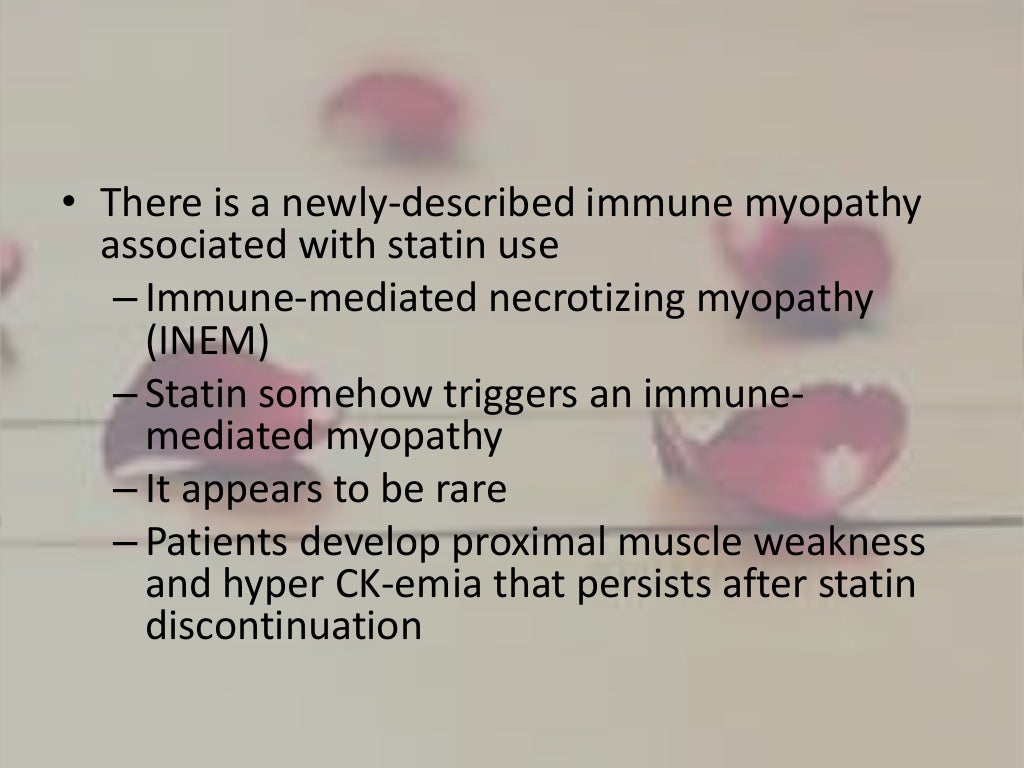 • There is a newly-described immune myopathy
associated with statin use
– Immune-mediated necrotizing myopathy
(INEM)
– Statin somehow triggers an immune-
mediated myopathy
– It appears to be rare
– Patients develop proximal muscle weakness
and hyper CK-emia that persists after statin
discontinuation